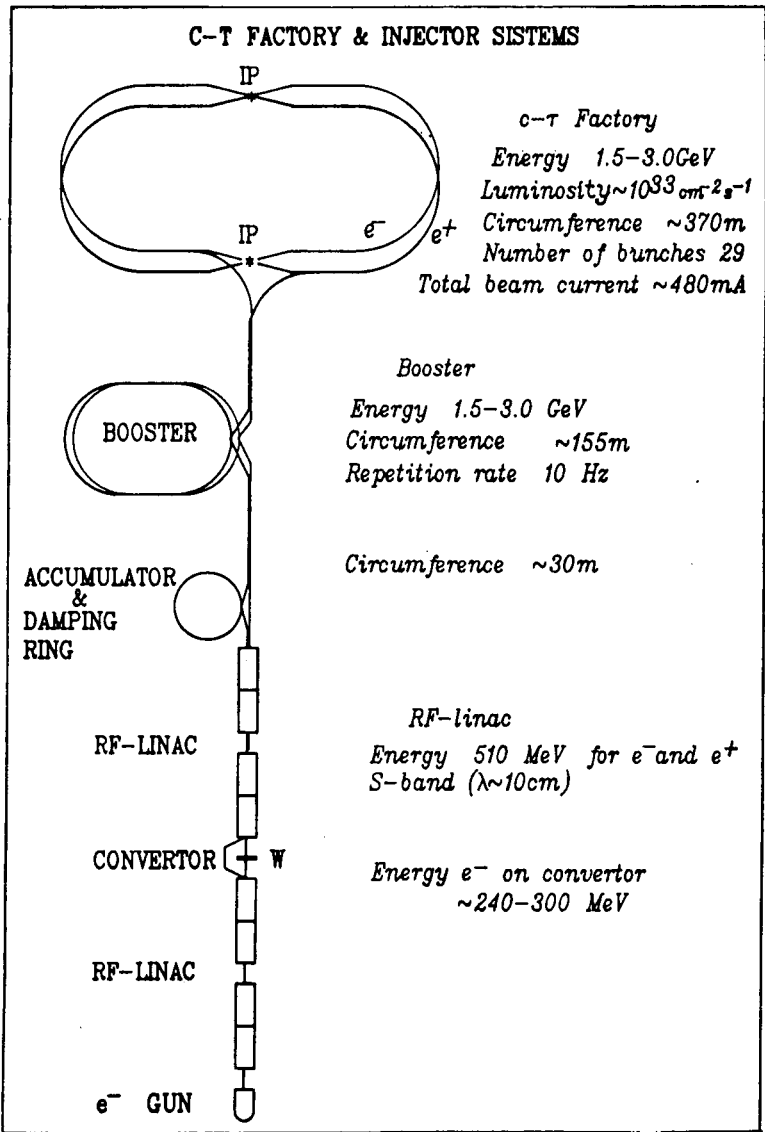 C-T FACTORY & INJECTOR SISTEMS
IP
c-τ Factory
Energy 1.5-3.0GeV
Luminosity~10³³cm⁻²s⁻¹
IP
e⁻
e⁺
Circumference ~370m
Number of bunches 29
Total beam current ~480mA
Booster
BOOSTER
Energy 1.5-3.0 GeV
Circumference ~155m
Repetition rate 10 Hz
ACCUMULATOR
&
DAMPING
RING
Circumference ~30m
RF-LINAC
RF-linac
Energy 510 MeV for e⁻and e⁺
S-band (λ~10cm)
CONVERTOR
W
Energy e⁻ on convertor
~240-300 MeV
RF-LINAC
e⁻ GUN